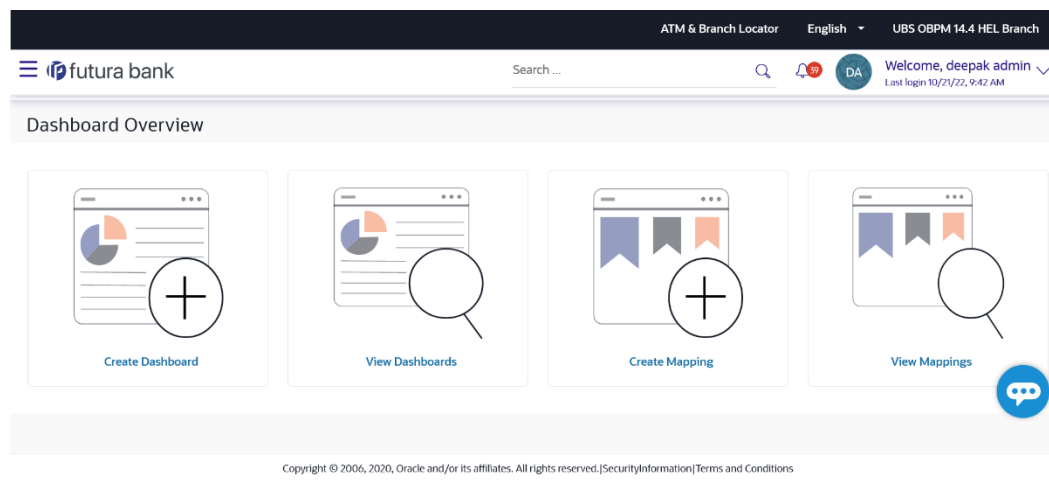 ATM & Branch Locator English UBS OBPM 14.4 HEL Branch
futura bank Search ... 39 DA Welcome, deepak admin
Last login 10/21/22, 9:42 AM
Dashboard Overview
Create Dashboard View Dashboards Create Mapping View Mappings
Copyright © 2006, 2020, Oracle and/or its affiliates. All rights reserved.|SecurityInformation|Terms and Conditions